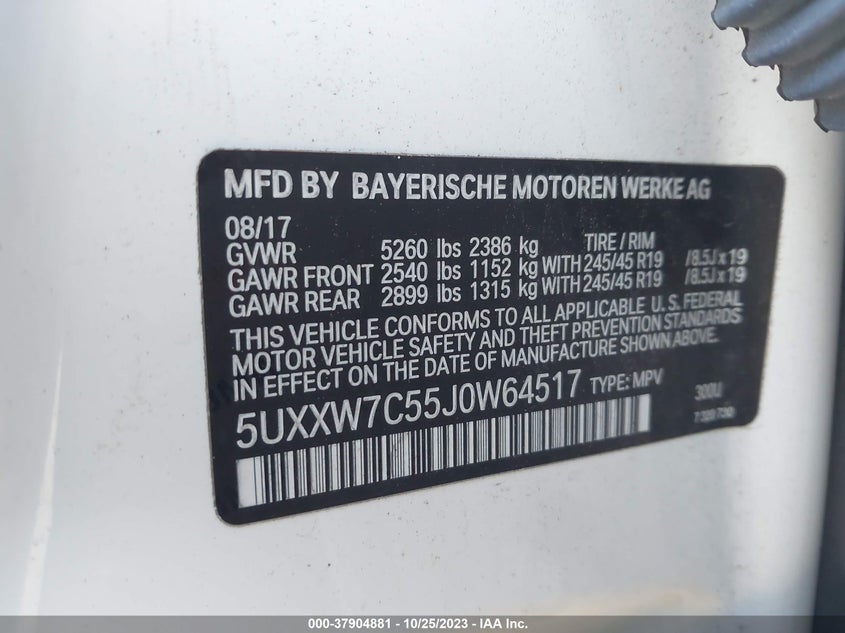 MFD BY BAYERISCHE MOTOREN WERKE AG
08/17
GVWR 5260 lbs 2386 kg TIRE / RIM
GAWR FRONT 2540 lbs 1152 kg WITH 245/45 R19 /8.5J x 19
GAWR REAR 2899 lbs 1315 kg WITH 245/45 R19 /8.5J x 19
THIS VEHICLE CONFORMS TO ALL APPLICABLE U. S. FEDERAL
MOTOR VEHICLE SAFETY AND THEFT PREVENTION STANDARDS
IN EFFECT ON THE DATE OF MANUFACTURE SHOWN ABOVE.
5UXXW7C55J0W64517 TYPE: MPV 300U
000-37904881 - 10/25/2023 - IAA Inc.